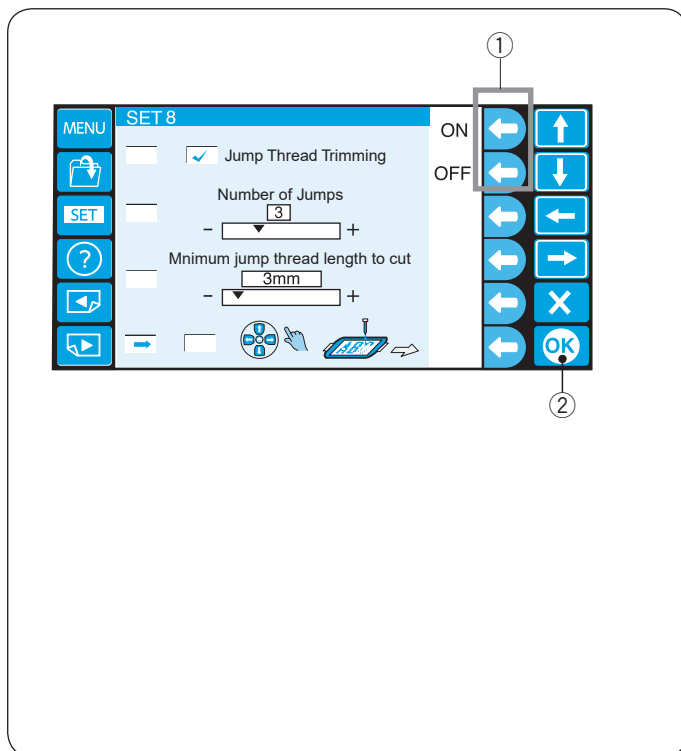 ①
MENU
SET 8
ON
✓ Jump Thread Trimming
OFF
Number of Jumps
SET
3
- +
?
Mnimum jump thread length to cut
3mm
- +
X
ABC
OK
②